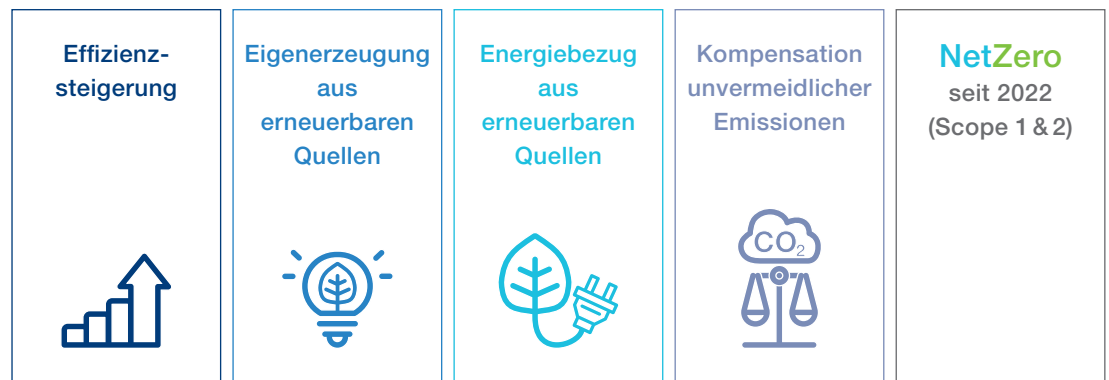 Effizienz-
steigerung
Eigenerzeugung
aus
erneuerbaren
Quellen
Energiebezug
aus
erneuerbaren
Quellen
Kompensation
unvermeidlicher
Emissionen
CO₂
NetZero
seit 2022
(Scope 1 & 2)